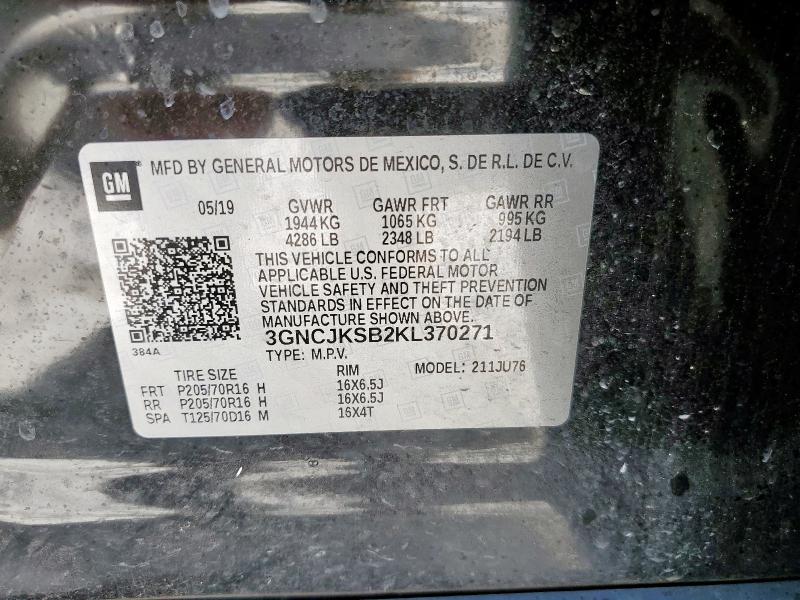 GM MFD BY GENERAL MOTORS DE MEXICO, S. DE R.L. DE C.V.
05/19 GVWR GAWR FRT GAWR RR
1944 KG 1065 KG 995 KG
4286 LB 2348 LB 2194 LB
THIS VEHICLE CONFORMS TO ALL
APPLICABLE U.S. FEDERAL MOTOR
VEHICLE SAFETY AND THEFT PREVENTION
STANDARDS IN EFFECT ON THE DATE OF
MANUFACTURE SHOWN ABOVE.
384A
3GNCJKSB2KL370271
TYPE: M.P.V.
TIRE SIZE RIM MODEL: 211JU76
FRT P205/70R16 H 16X6.5J
RR P205/70R16 H 16X6.5J
SPA T125/70D16 M 16X4T